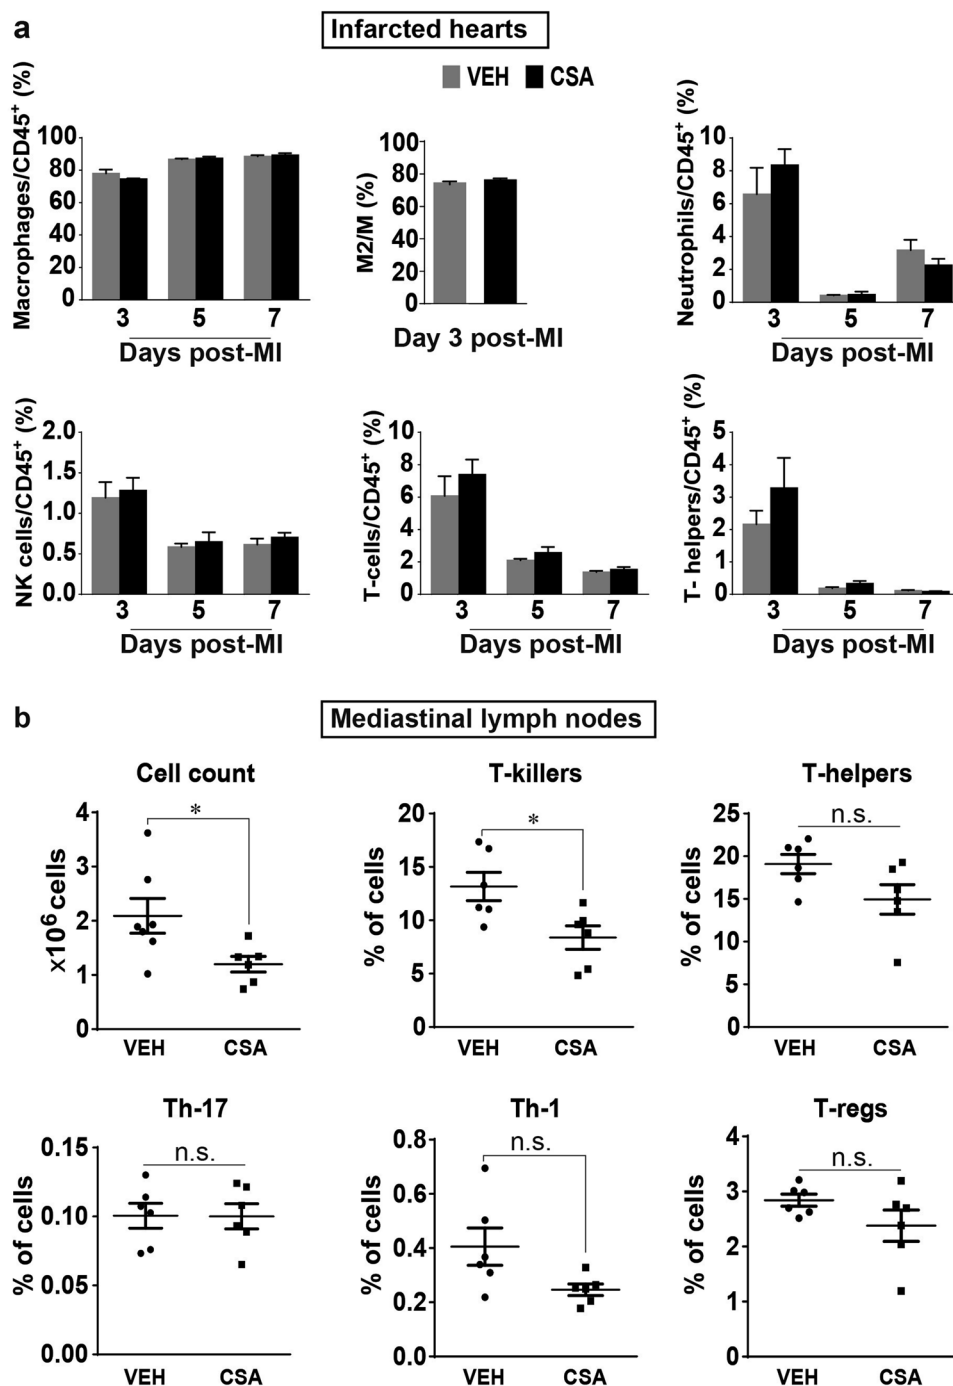 a
Infarcted hearts
VEH CSA
Macrophages/CD45⁺ (%)
100
80
60
40
20
0
3 5 7
Days post-MI
M2/M (%)
100
80
60
40
20
0
Day 3 post-MI
Neutrophils/CD45⁺ (%)
10
8
6
4
2
0
3 5 7
Days post-MI
NK cells/CD45⁺ (%)
2.0
1.5
1.0
0.5
0.0
3 5 7
Days post-MI
T-cells/CD45⁺ (%)
10
8
6
4
2
0
3 5 7
Days post-MI
T- helpers/CD45⁺ (%)
5
4
3
2
1
0
3 5 7
Days post-MI
b
Mediastinal lymph nodes
Cell count
x10⁶ cells
4
3
2
1
0
*
VEH CSA
T-killers
% of cells
20
15
10
5
0
*
VEH CSA
T-helpers
% of cells
25
20
15
10
5
0
n.s.
VEH CSA
Th-17
% of cells
0.15
0.10
0.05
0.00
n.s.
VEH CSA
Th-1
% of cells
0.8
0.6
0.4
0.2
0.0
n.s.
VEH CSA
T-regs
% of cells
4
3
2
1
0
n.s.
VEH CSA